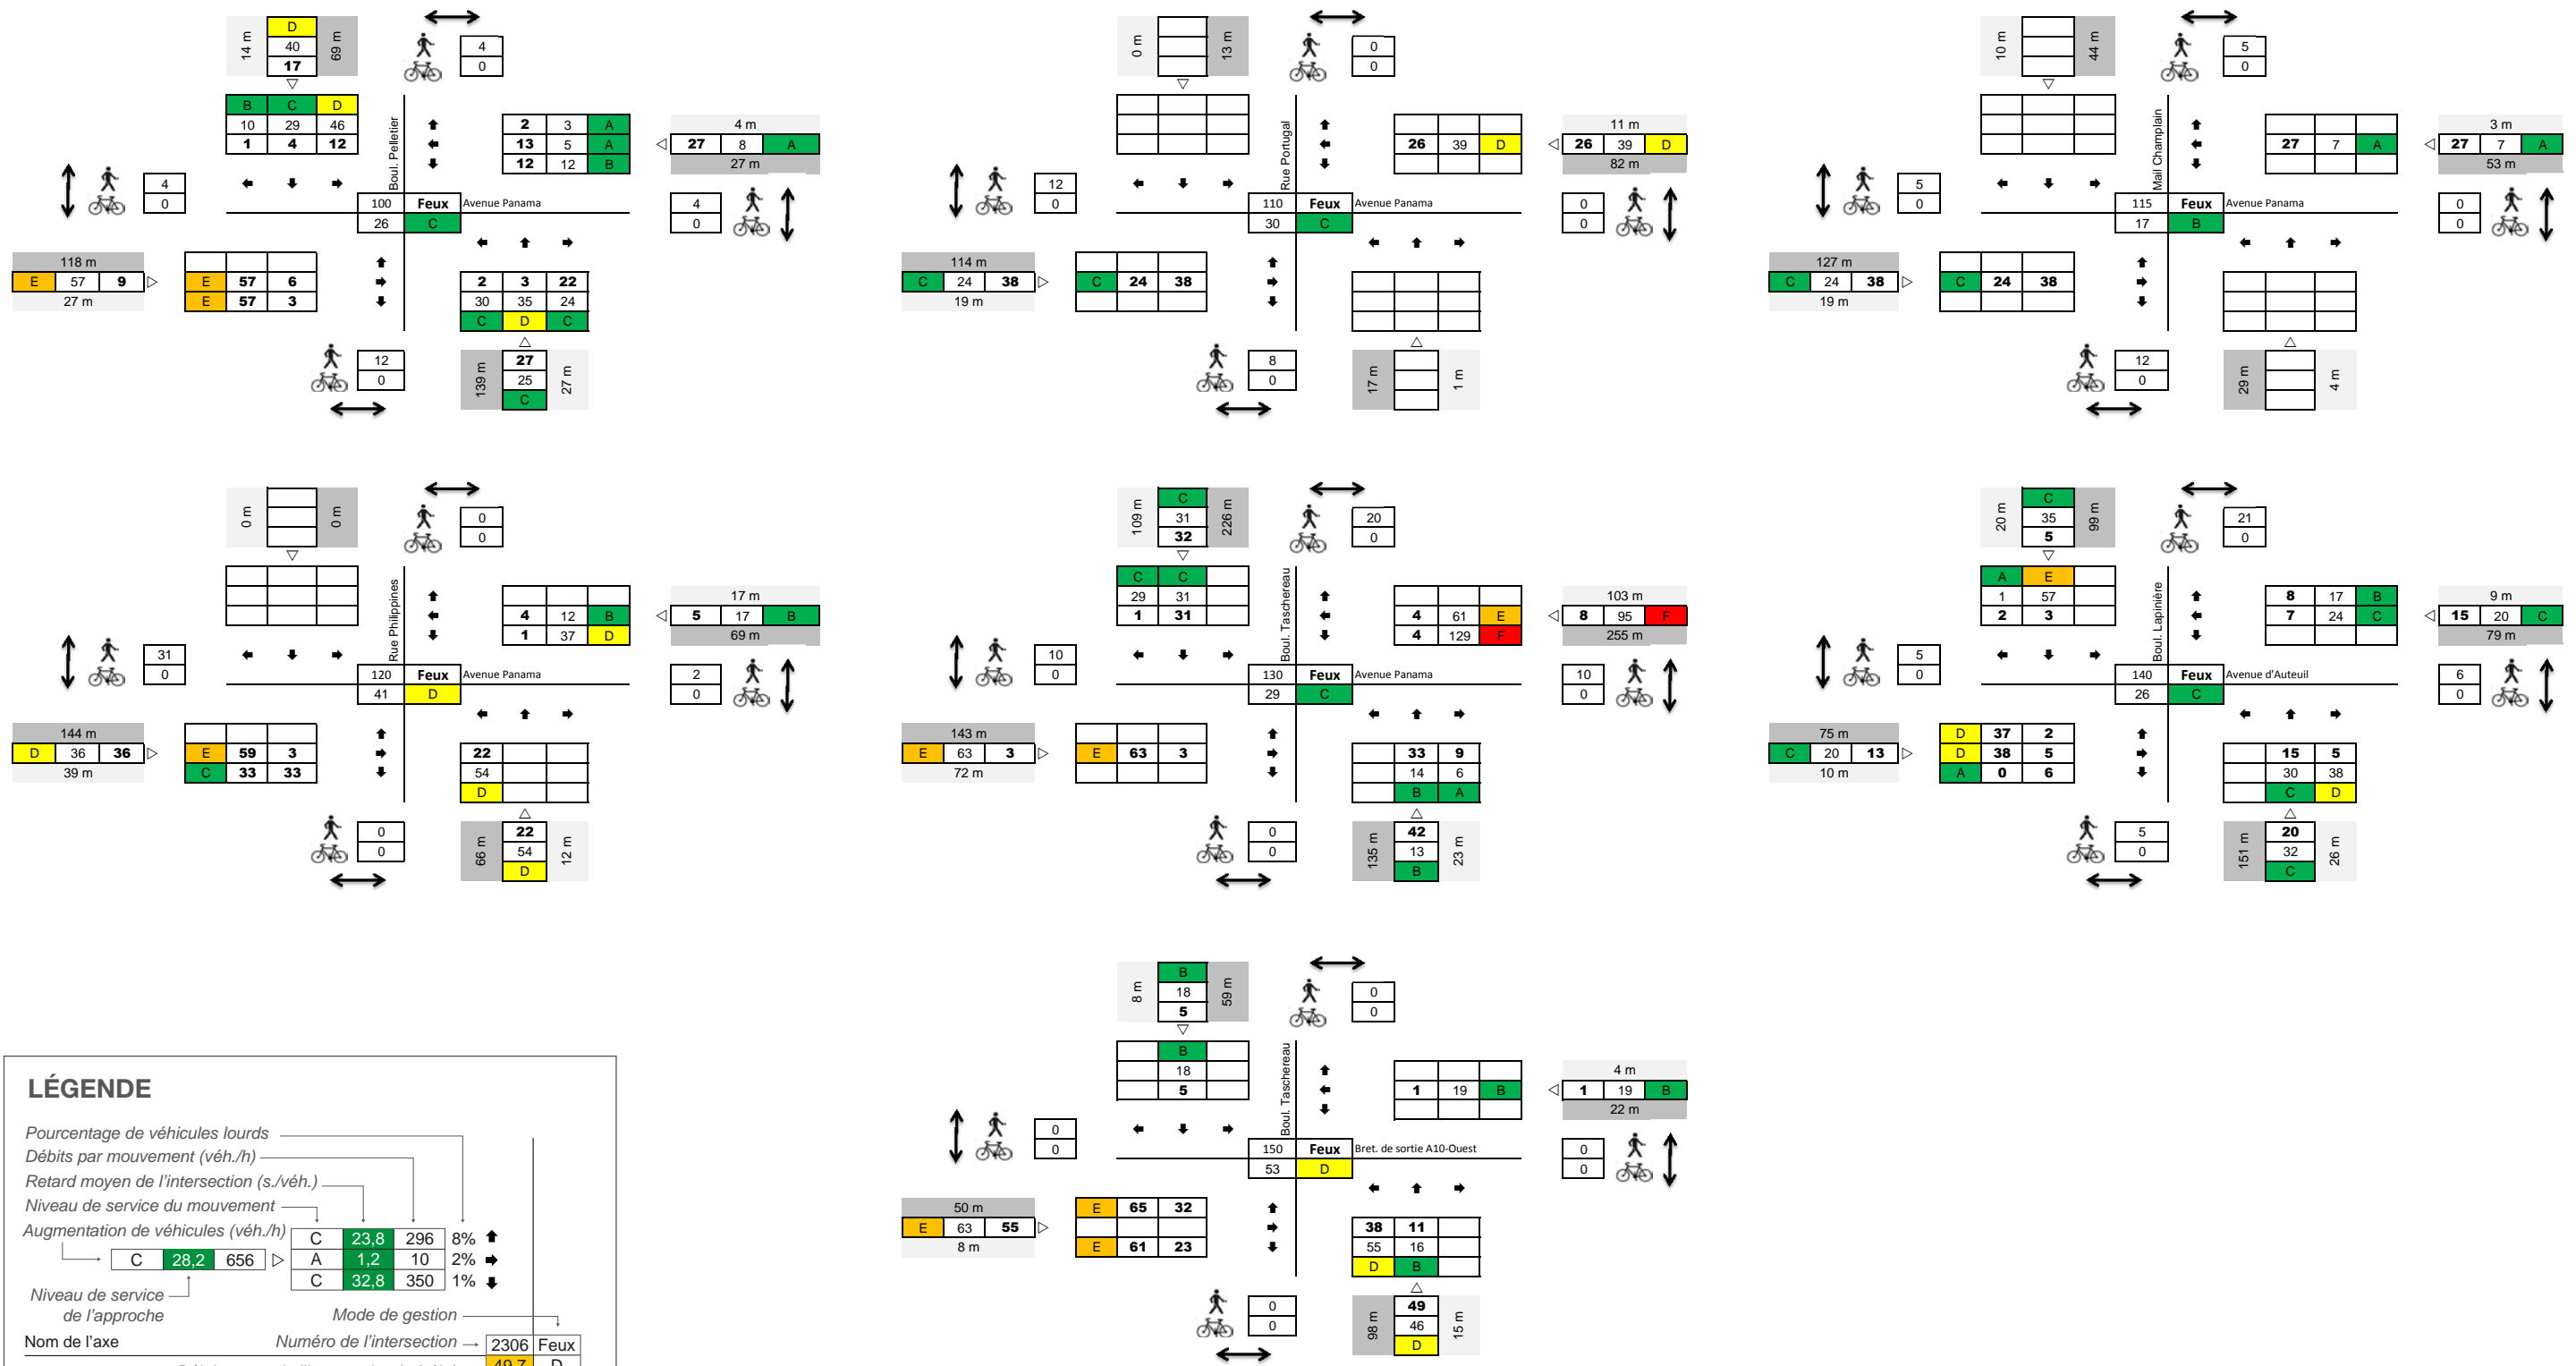 D
14 m 40 69 m
17
4
0
B C D
10 29 46
1 4 12
Boul. Pelletier
2 3 A
13 5 A
12 12 B
4 m
27 8 A
27 m
4
0
100 Feux Avenue Panama
26 C
4
0
118 m
E 57 9
27 m
E 57 6
E 57 3
2 3 22
30 35 24
C D C
12
0
27
139 m 25 27 m
C
0 m 13 m
0
0
Rue Portugal
26 39 D
11 m
26 39 D
82 m
12
0
110 Feux Avenue Panama
30 C
0
0
114 m
C 24 38
19 m
C 24 38
8
0
17 m 1 m
10 m 44 m
5
0
Mail Champlain
27 7 A
3 m
27 7 A
53 m
5
0
115 Feux Avenue Panama
17 B
0
0
127 m
C 24 38
19 m
C 24 38
12
0
29 m 4 m
0 m 0 m
0
0
Rue Philippines
4 12 B
1 37 D
17 m
5 17 B
69 m
31
0
120 Feux Avenue Panama
41 D
2
0
144 m
D 36 36
39 m
E 59 3
C 33 33
22
54
D
0
0
22
66 m 54 12 m
D
C
109 m 31 226 m
32
20
0
C C
29 31
1 31
Boul. Taschereau
4 61 E
4 129 F
103 m
8 95 F
255 m
10
0
130 Feux Avenue Panama
29 C
10
0
143 m
E 63 3
72 m
E 63 3
33 9
14 6
B A
0
0
42
135 m 13 23 m
B
C
20 m 35 99 m
5
21
0
A E
1 57
2 3
Boul. Lapinière
8 17 B
7 24 C
9 m
15 20 C
79 m
5
0
140 Feux Avenue d'Auteuil
26 C
6
0
75 m
C 20 13
10 m
D 37 2
D 38 5
A 0 6
15 5
30 38
C D
5
0
20
151 m 32 26 m
C
B
8 m 18 59 m
5
0
0
B
18
5
Boul. Taschereau
1 19 B
4 m
1 19 B
22 m
0
0
150 Feux Bret. de sortie A10-Ouest
53 D
0
0
50 m
E 63 55
8 m
E 65 32
E 61 23
38 11
55 16
D B
0
0
49
98 m 46 15 m
D
LÉGENDE
Pourcentage de véhicules lourds
Débits par mouvement (véh./h)
Retard moyen de l'intersection (s./véh.)
Niveau de service du mouvement
Augmentation de véhicules (véh./h)
C 23,8 296 8%
C 28,2 656 A 1,2 10 2%
C 32,8 350 1%
Niveau de service
de l'approche
Mode de gestion
Nom de l'axe Numéro de l'intersection 2306 Feux
49,7 D